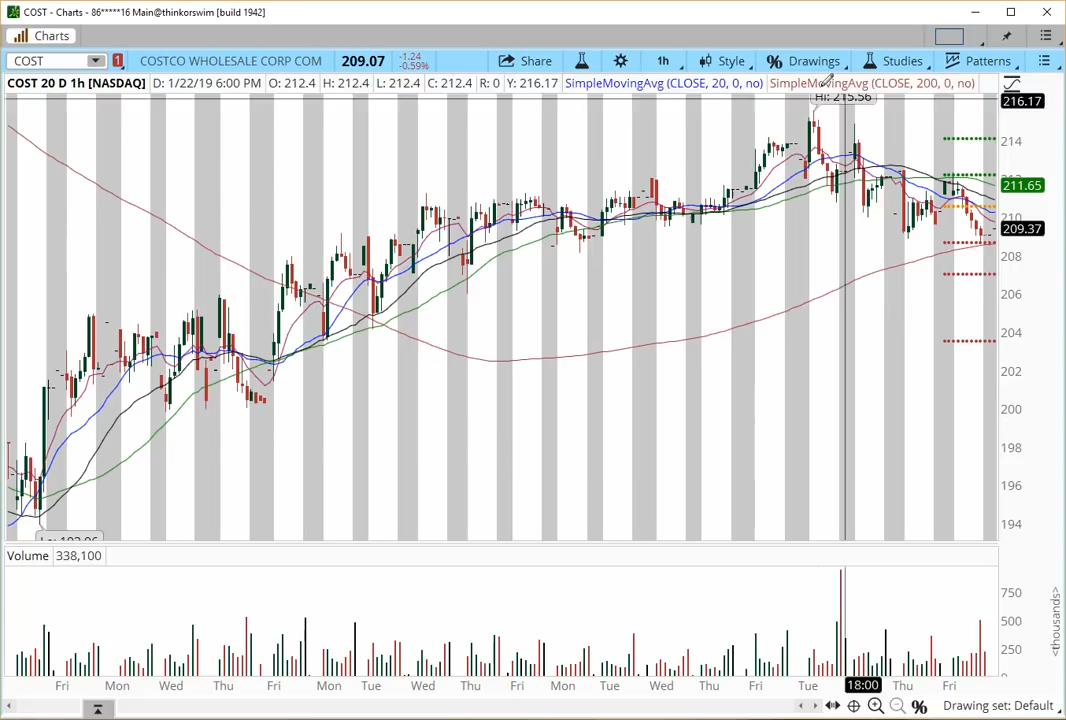 COST - Charts - 86*****16 Main@thinkorswim [build 1942]
Charts
COST 1 COSTCO WHOLESALE CORP COM 209.07 -1.24 -0.59% Share 1h Style Drawings Studies Patterns
COST 20 D 1h [NASDAQ] D: 1/22/19 6:00 PM O: 212.4 H: 212.4 L: 212.4 C: 212.4 R: 0 Y: 216.17 SimpleMovingAvg (CLOSE, 20, 0, no) SimpleMovingAvg (CLOSE, 200, 0, no)
Hi: 215.56
216.17
214
211.65
210
209.37
208
206
204
202
200
198
196
194
Volume 338,100
750
500
250
<thousands>
Fri Mon Wed Thu Fri Mon Tue Wed Thu Fri Mon Tue Wed Thu Fri Tue 18:00 Thu Fri
Drawing set: Default